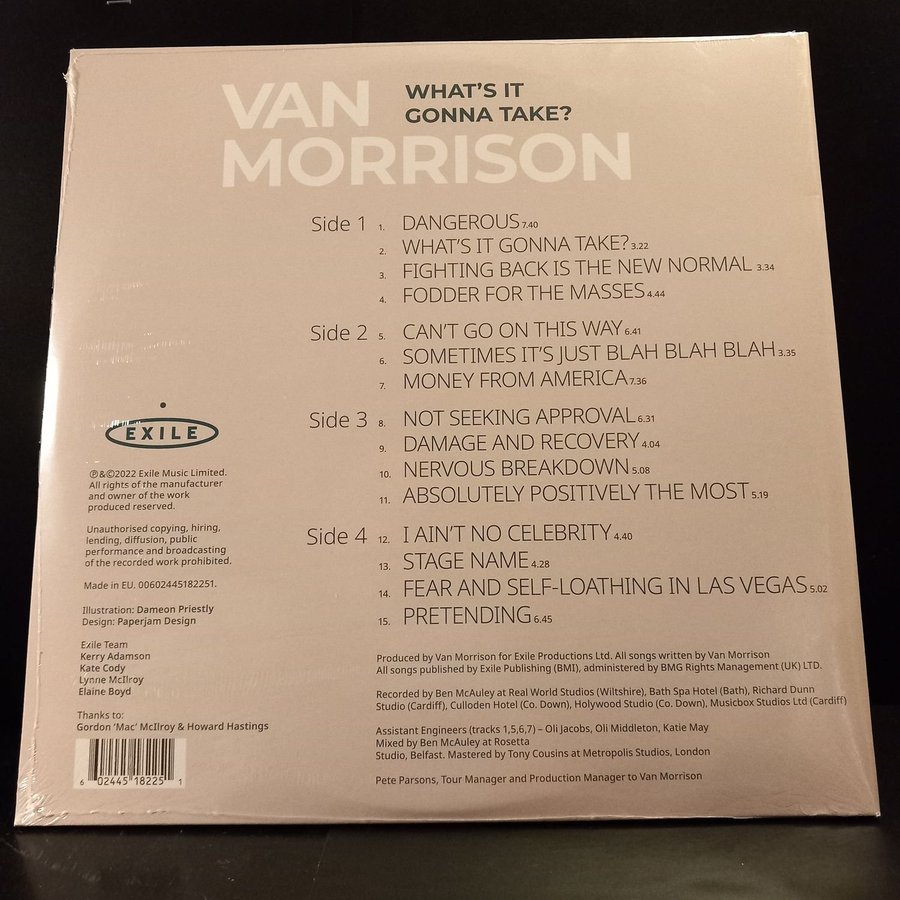 VAN
MORRISON
WHAT'S IT
GONNA TAKE?
Side 1
1. DANGEROUS 7.40
2. WHAT'S IT GONNA TAKE? 3.22
3. FIGHTING BACK IS THE NEW NORMAL 3.34
4. FODDER FOR THE MASSES 4.44
Side 2
5. CAN'T GO ON THIS WAY 6.41
6. SOMETIMES IT'S JUST BLAH BLAH BLAH 3.35
7. MONEY FROM AMERICA 7.36
Side 3
8. NOT SEEKING APPROVAL 6.31
9. DAMAGE AND RECOVERY 4.04
10. NERVOUS BREAKDOWN 5.08
11. ABSOLUTELY POSITIVELY THE MOST 5.19
Side 4
12. I AIN'T NO CELEBRITY 4.40
13. STAGE NAME 4.28
14. FEAR AND SELF-LOATHING IN LAS VEGAS 5.02
15. PRETENDING 6.45
EXILE
℗&©2022 Exile Music Limited.
All rights of the manufacturer
and owner of the work
produced reserved.
Unauthorised copying, hiring,
lending, diffusion, public
performance and broadcasting
of the recorded work prohibited.
Made in EU. 00602445182251.
Illustration: Dameon Priestly
Design: Paperjam Design
Exile Team
Kerry Adamson
Kate Cody
Lynne McIlroy
Elaine Boyd
Thanks to:
Gordon 'Mac' McIlroy & Howard Hastings
6 02445 18225 1
Produced by Van Morrison for Exile Productions Ltd. All songs written by Van Morrison
All songs published by Exile Publishing (BMI), administered by BMG Rights Management (UK) LTD.
Recorded by Ben McAuley at Real World Studios (Wiltshire), Bath Spa Hotel (Bath), Richard Dunn
Studio (Cardiff), Culloden Hotel (Co. Down), Holywood Studio (Co. Down), Musicbox Studios Ltd (Cardiff)
Assistant Engineers (tracks 1,5,6,7) – Oli Jacobs, Oli Middleton, Katie May
Mixed by Ben McAuley at Rosetta
Studio, Belfast. Mastered by Tony Cousins at Metropolis Studios, London
Pete Parsons, Tour Manager and Production Manager to Van Morrison